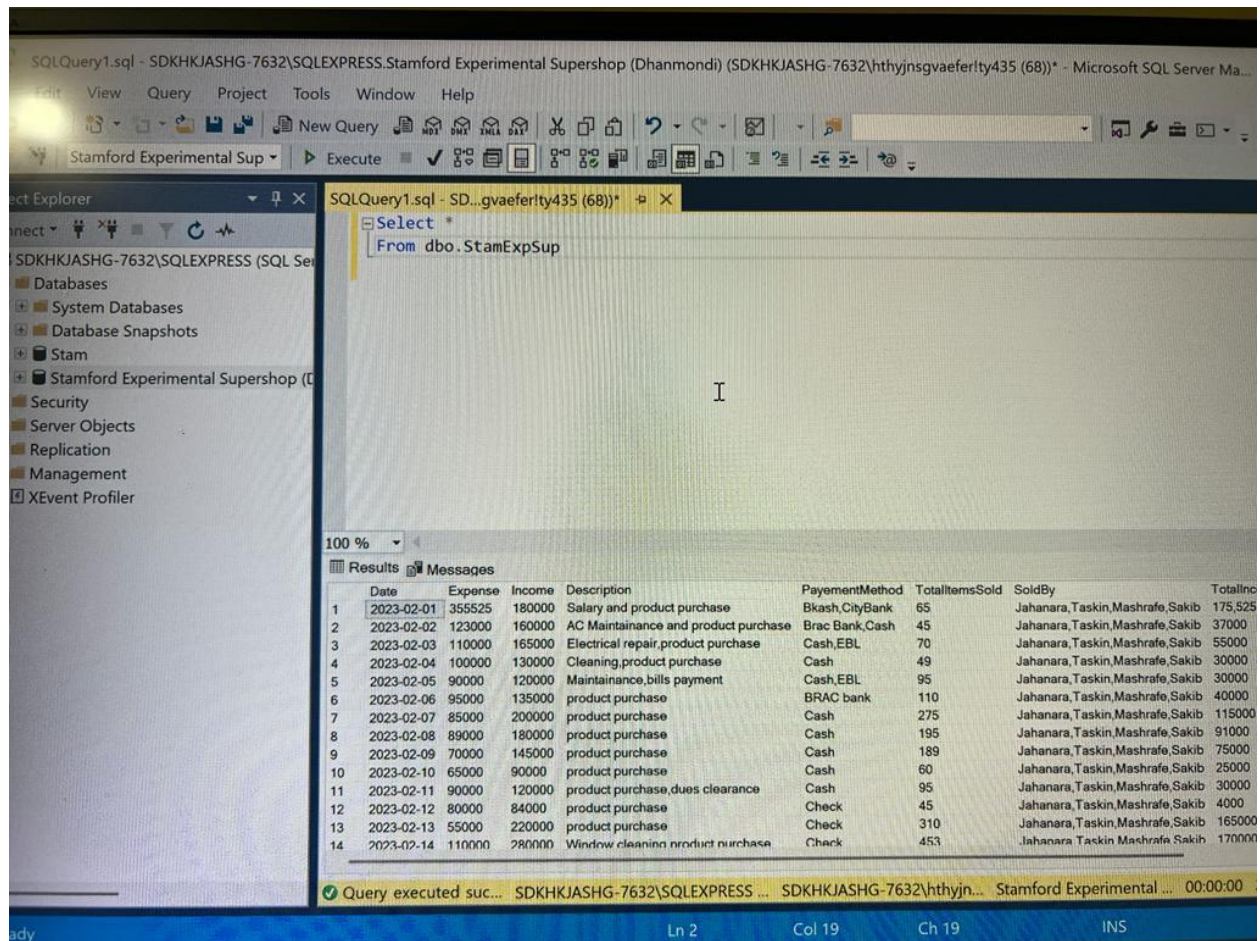 SQLQuery1.sql - SDKHKJASHG-7632\SQLEXPRESS.Stamford Experimental Supershop (Dhanmondi) (SDKHKJASHG-7632\hthyjnsgvaefer!ty435 (68))* - Microsoft SQL Server Ma...
Edit View Query Project Tools Window Help
New Query MDX DMX XMLA DAX
Stamford Experimental Sup Execute
ect Explorer
SQLQuery1.sql - SD...gvaefer!ty435 (68))*
nnect
SDKHKJASHG-7632\SQLEXPRESS (SQL Ser
Databases
System Databases
Database Snapshots
Stam
Stamford Experimental Supershop (D
Security
Server Objects
Replication
Management
XEvent Profiler
Select *
From dbo.StamExpSup
100 %
Results Messages
Date Expense Income Description PayementMethod TotalItemsSold SoldBy TotalInc
1 2023-02-01 355525 180000 Salary and product purchase Bkash,CityBank 65 Jahanara,Taskin,Mashrafe,Sakib 175,525
2 2023-02-02 123000 160000 AC Maintainance and product purchase Brac Bank,Cash 45 Jahanara,Taskin,Mashrafe,Sakib 37000
3 2023-02-03 110000 165000 Electrical repair,product purchase Cash,EBL 70 Jahanara,Taskin,Mashrafe,Sakib 55000
4 2023-02-04 100000 130000 Cleaning,product purchase Cash 49 Jahanara,Taskin,Mashrafe,Sakib 30000
5 2023-02-05 90000 120000 Maintainance,bills payment Cash,EBL 95 Jahanara,Taskin,Mashrafe,Sakib 30000
6 2023-02-06 95000 135000 product purchase BRAC bank 110 Jahanara,Taskin,Mashrafe,Sakib 40000
7 2023-02-07 85000 200000 product purchase Cash 275 Jahanara,Taskin,Mashrafe,Sakib 115000
8 2023-02-08 89000 180000 product purchase Cash 195 Jahanara,Taskin,Mashrafe,Sakib 91000
9 2023-02-09 70000 145000 product purchase Cash 189 Jahanara,Taskin,Mashrafe,Sakib 75000
10 2023-02-10 65000 90000 product purchase Cash 60 Jahanara,Taskin,Mashrafe,Sakib 25000
11 2023-02-11 90000 120000 product purchase,dues clearance Cash 95 Jahanara,Taskin,Mashrafe,Sakib 30000
12 2023-02-12 80000 84000 product purchase Check 45 Jahanara,Taskin,Mashrafe,Sakib 4000
13 2023-02-13 55000 220000 product purchase Check 310 Jahanara,Taskin,Mashrafe,Sakib 165000
14 2023-02-14 110000 280000 Window cleaning product purchase Check 453 Jahanara Taskin Mashrafe Sakib 170000
Query executed suc... SDKHKJASHG-7632\SQLEXPRESS ... SDKHKJASHG-7632\hthyjn... Stamford Experimental ... 00:00:00
ady Ln 2 Col 19 Ch 19 INS